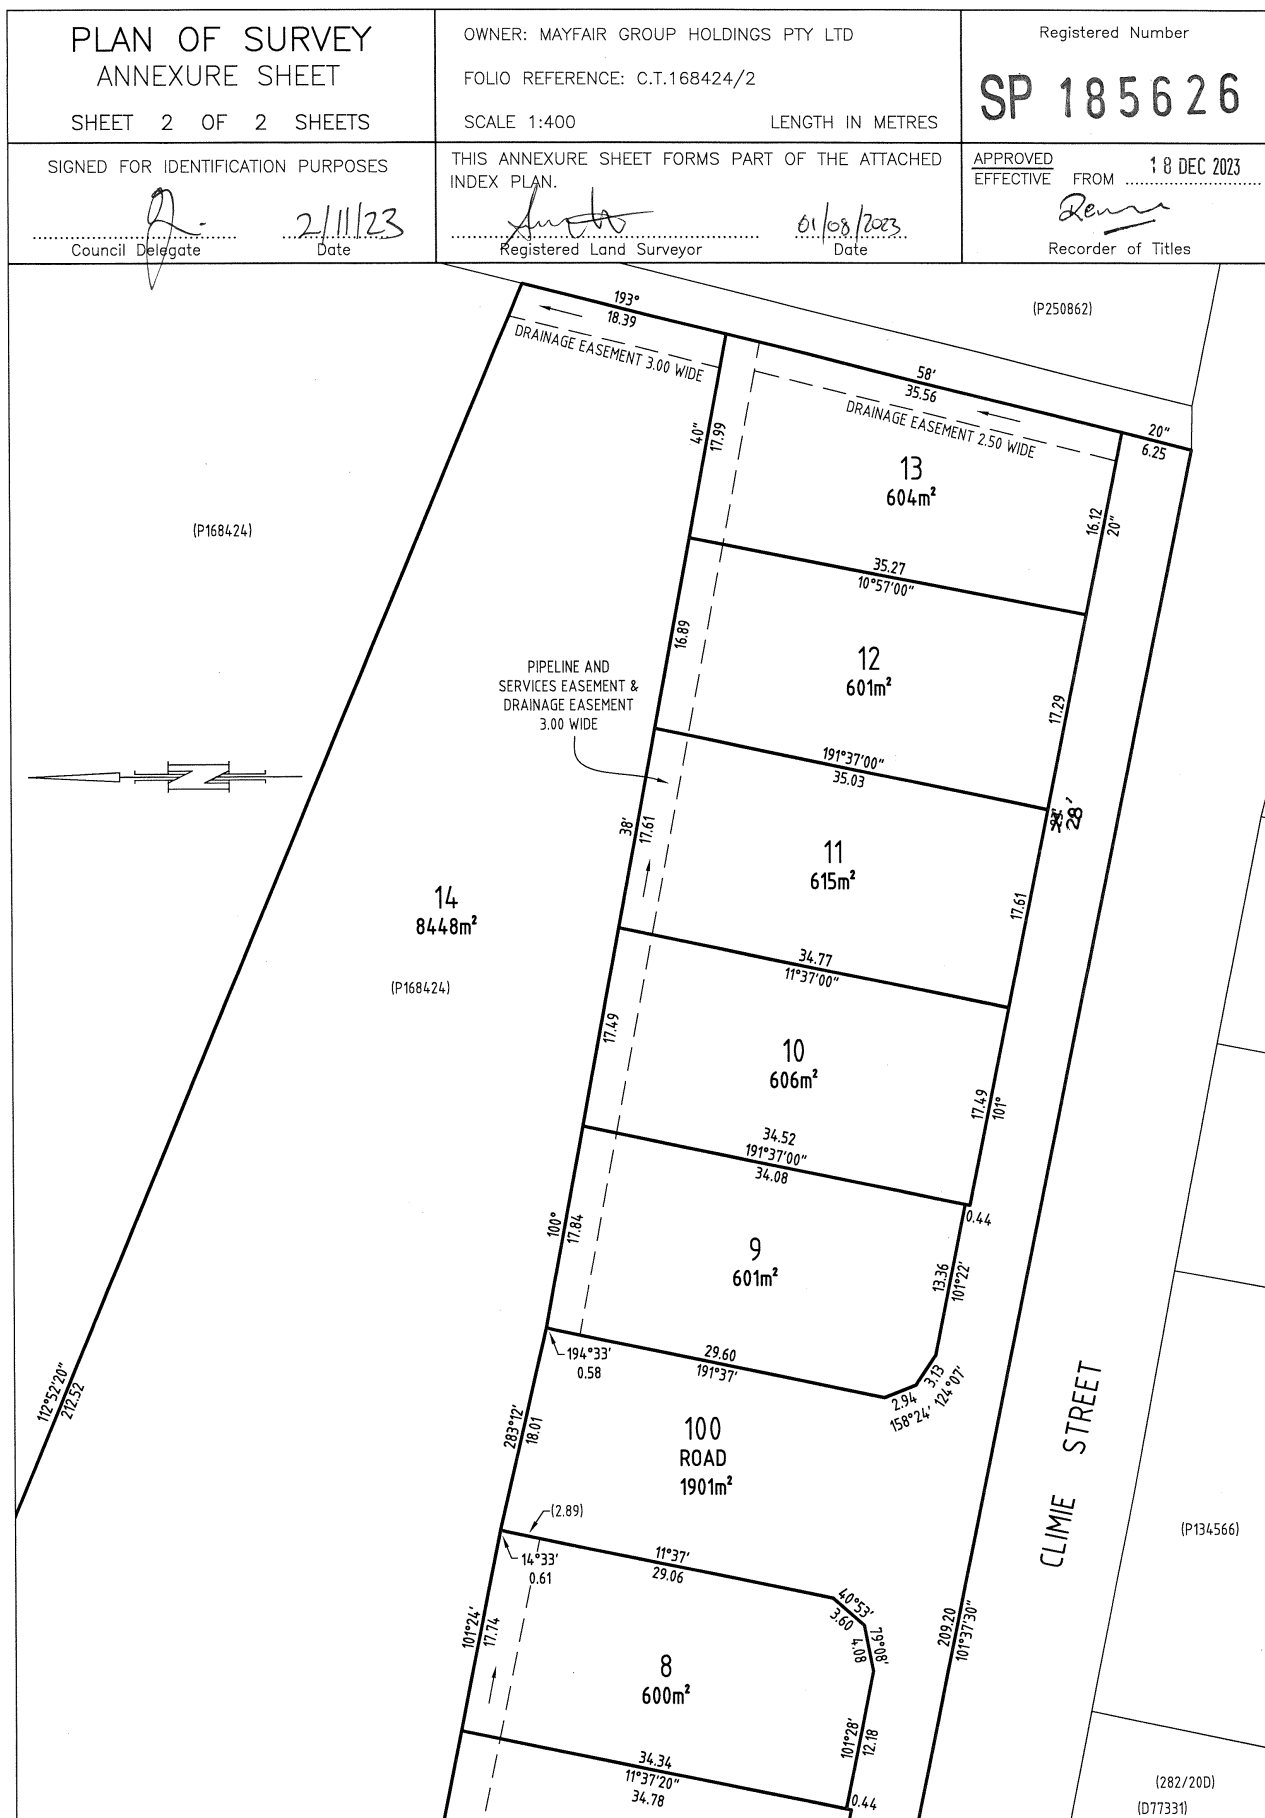 PLAN OF SURVEY
ANNEXURE SHEET
SHEET 2 OF 2 SHEETS
OWNER: MAYFAIR GROUP HOLDINGS PTY LTD
FOLIO REFERENCE: C.T.168424/2
SCALE 1:400 LENGTH IN METRES
Registered Number
SP 185626
SIGNED FOR IDENTIFICATION PURPOSES
2/11/23
Council Delegate Date
THIS ANNEXURE SHEET FORMS PART OF THE ATTACHED
INDEX PLAN.
01/08/2023
Registered Land Surveyor Date
APPROVED
EFFECTIVE FROM 18 DEC 2023
Recorder of Titles
193°
18.39
DRAINAGE EASEMENT 3.00 WIDE
(P250862)
58'
35.56
DRAINAGE EASEMENT 2.50 WIDE
20"
6.25
40"
17.99
13
604m²
16.12
20"
(P168424)
35.27
10°57'00"
16.89
12
601m²
17.29
PIPELINE AND
SERVICES EASEMENT &
DRAINAGE EASEMENT
3.00 WIDE
191°37'00"
35.03
28'
38'
17.61
11
615m²
17.61
14
8448m²
(P168424)
34.77
11°37'00"
17.49
10
606m²
17.49
101°
34.52
191°37'00"
34.08
0.44
100°
17.84
9
601m²
13.36
101°22'
194°33'
0.58
29.60
191°37'
3.13
124°07'
2.94
158°24'
112°52'20"
212.52
283°12'
18.01
100
ROAD
1901m²
CLIMIE STREET
(2.89)
14°33'
0.61
11°37'
29.06
40°53'
3.60
79°08'
4.08
(P134566)
209.20
101°37'30"
101°24'
17.74
8
600m²
101°28'
12.18
34.34
11°37'20"
34.78
0.44
(282/20D)
(D77331)